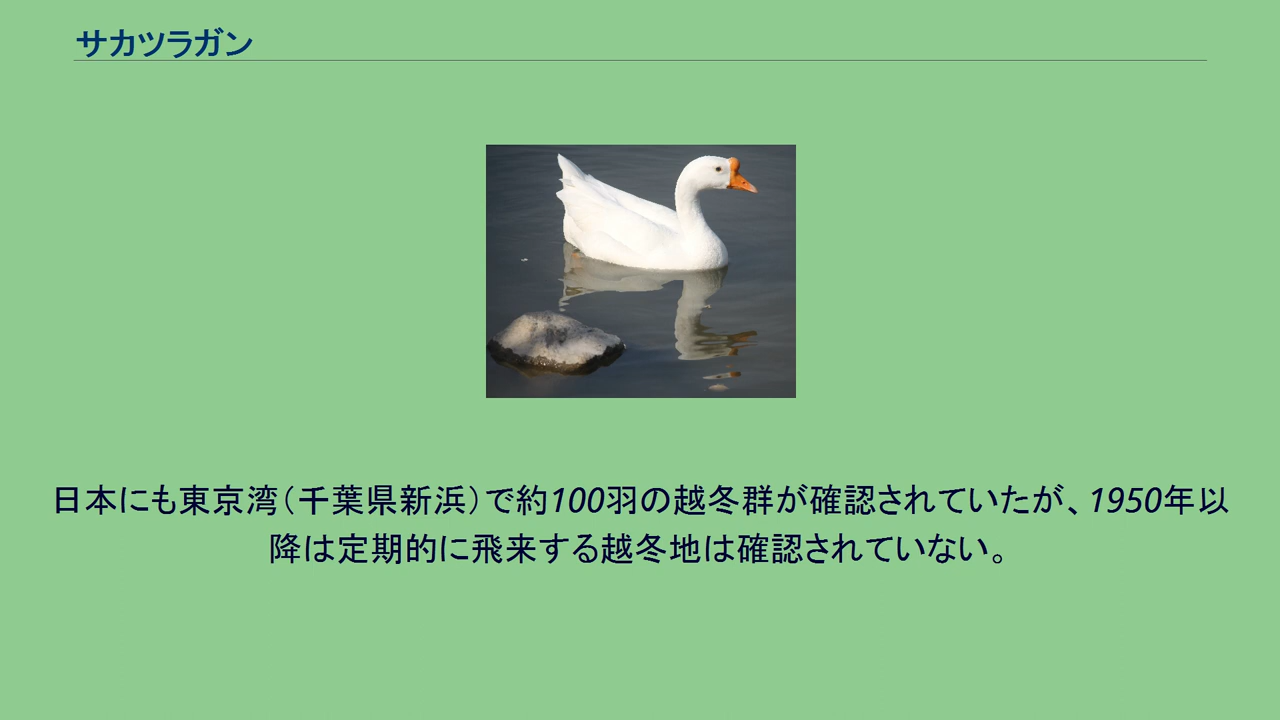 サカツラガン
日本にも東京湾（千葉県新浜）で約100羽の越冬群が確認されていたが、1950年以
降は定期的に飛来する越冬地は確認されていない。